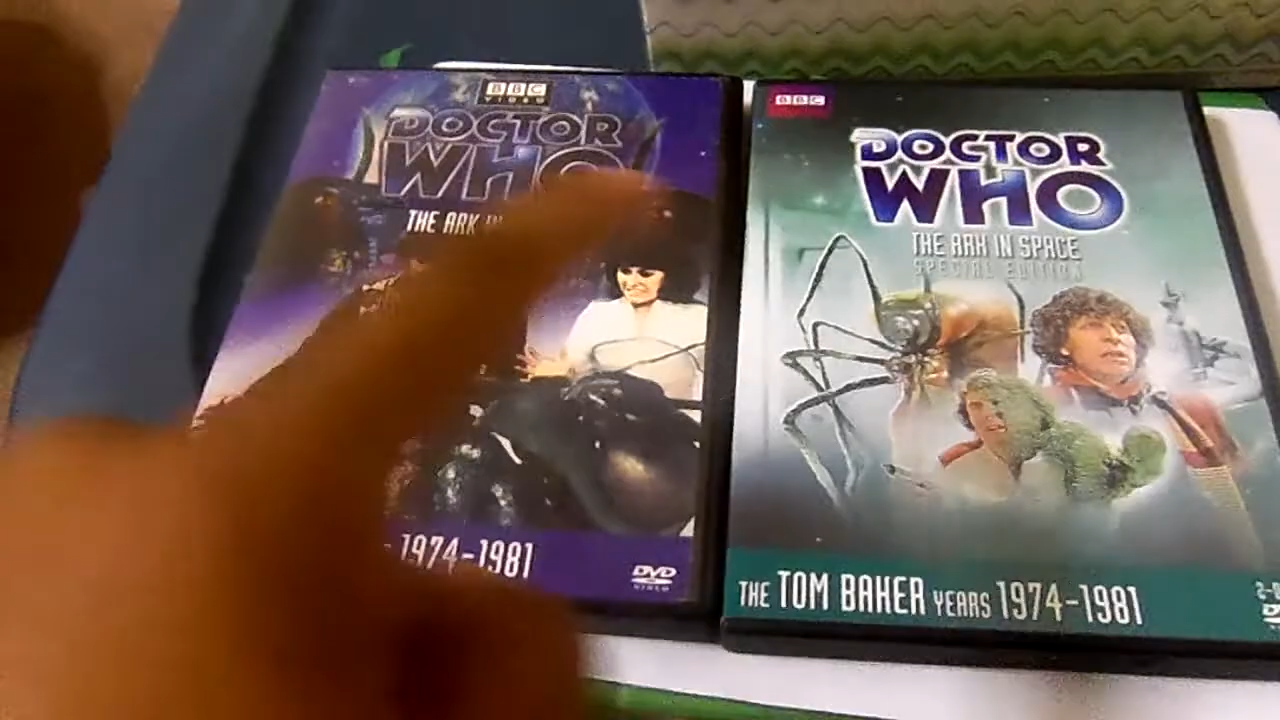 BBC
VIDEO
DOCTOR
WHO
THE ARK
1974-1981
DVD
VIDEO
BBC
DOCTOR
WHO
THE ARK IN SPACE
SPECIAL EDITION
THE TOM BAKER YEARS 1974-1981